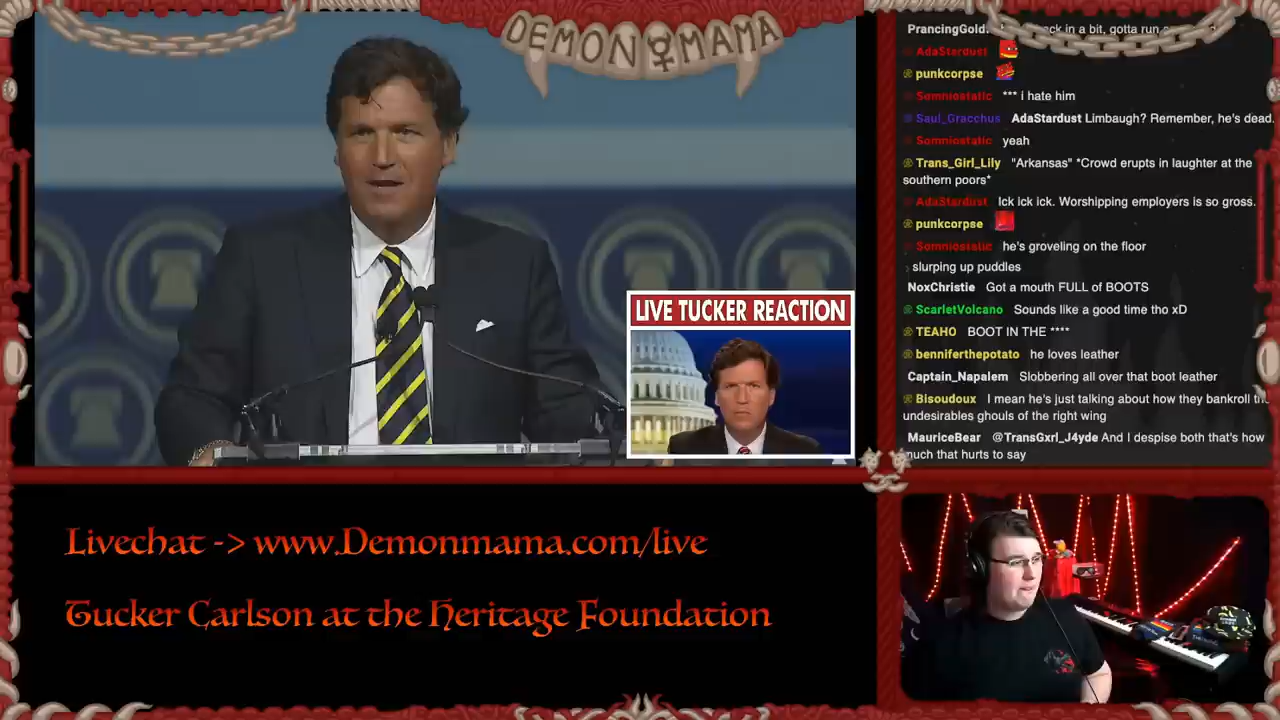 DEMON MAMA
PrancingGold. ck in a bit, gotta run
AdaStardust
punkcorpse
Somniostatic *** i hate him
Saul_Gracchus AdaStardust Limbaugh? Remember, he's dead.
Somniostatic yeah
Trans_Girl_Lily "Arkansas" *Crowd erupts in laughter at the
southern poors*
AdaStardust Ick ick ick. Worshipping employers is so gross.
punkcorpse
Somniostatic he's groveling on the floor
slurping up puddles
NoxChristie Got a mouth FULL of BOOTS
ScarletVolcano Sounds like a good time tho xD
TEAHO BOOT IN THE ****
benniferthepotato he loves leather
Captain_Napalem Slobbering all over that boot leather
Bisoudoux I mean he's just talking about how they bankroll
undesirables ghouls of the right wing
MauriceBear @TransGxrl_J4yde And I despise both that's how
much that hurts to say
LIVE TUCKER REACTION
Livechat -> www.Demonmama.com/live
Tucker Carlson at the Heritage Foundation